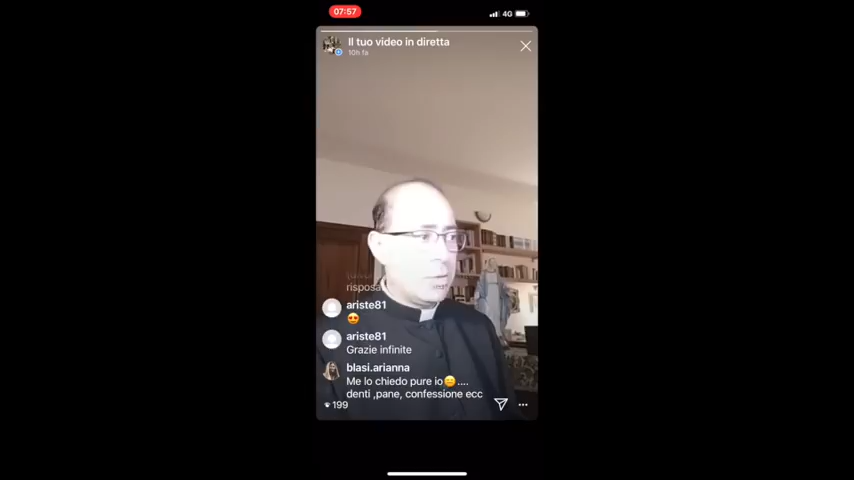 07:57
4G
Il tuo video in diretta
10h fa
risposa
ariste81
😍
ariste81
Grazie infinite
blasi.arianna
Me lo chiedo pure io😊....
denti ,pane, confessione ecc
199